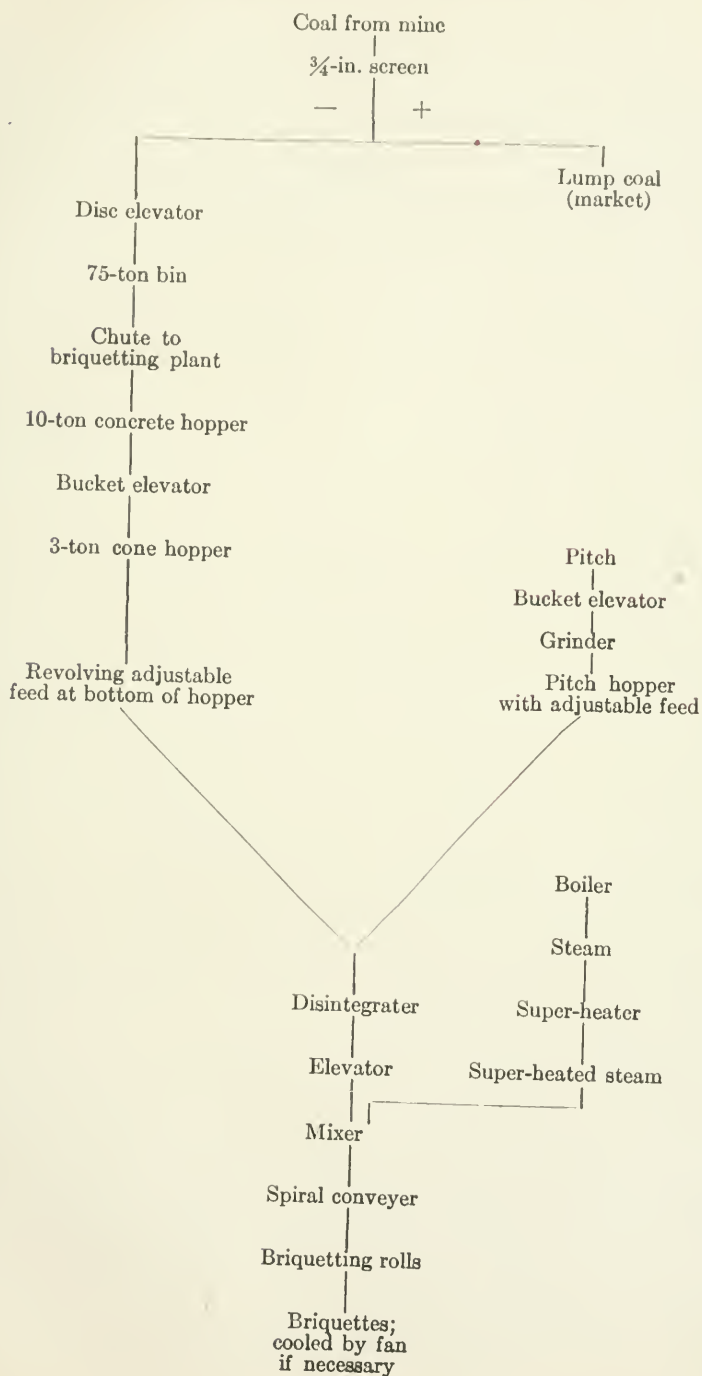 Coal from mine
¾-in. screen
— +
Lump coal
(market)
Disc elevator
75-ton bin
Chute to
briquetting plant
10-ton concrete hopper
Bucket elevator
3-ton cone hopper
Revolving adjustable
feed at bottom of hopper
Pitch
Bucket elevator
Grinder
Pitch hopper
with adjustable feed
Boiler
Steam
Super-heater
Super-heated steam
Disintegrater
Elevator
Mixer
Spiral conveyer
Briquetting rolls
Briquettes;
cooled by fan
if necessary